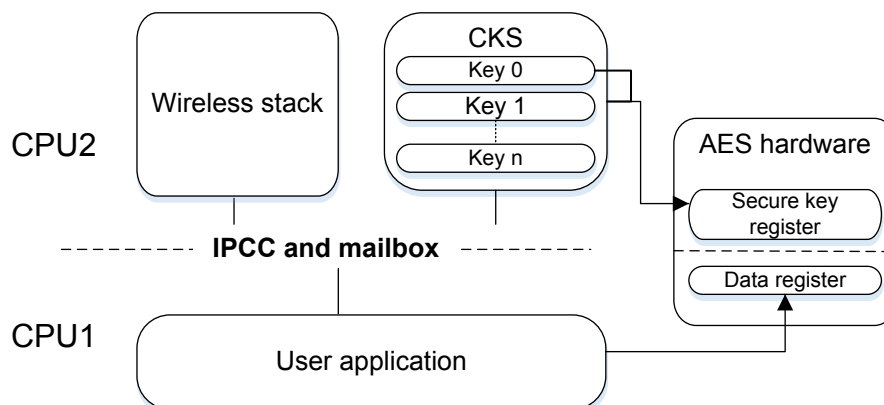 CPU2
Wireless stack
CKS
Key 0
Key 1
Key n
AES hardware
Secure key
register
Data register
IPCC and mailbox
CPU1
User application